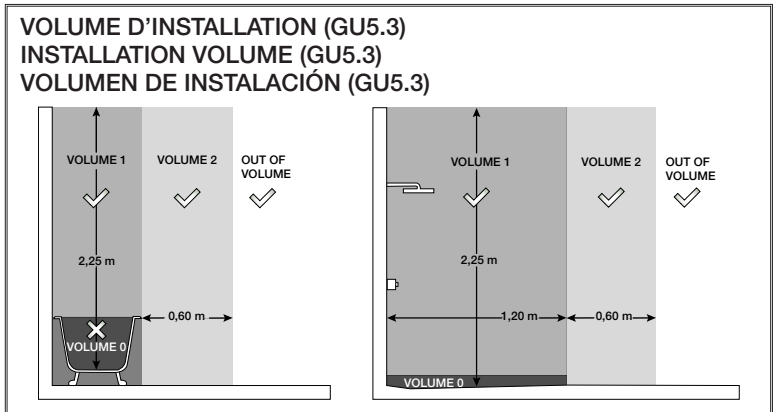 VOLUME D’INSTALLATION (GU5.3)
INSTALLATION VOLUME (GU5.3)
VOLUMEN DE INSTALACIÓN (GU5.3)
VOLUME 1
VOLUME 2
OUT OF
VOLUME
2,25 m
0,60 m
VOLUME 0
VOLUME 1
VOLUME 2
OUT OF
VOLUME
2,25 m
1,20 m
0,60 m
VOLUME 0